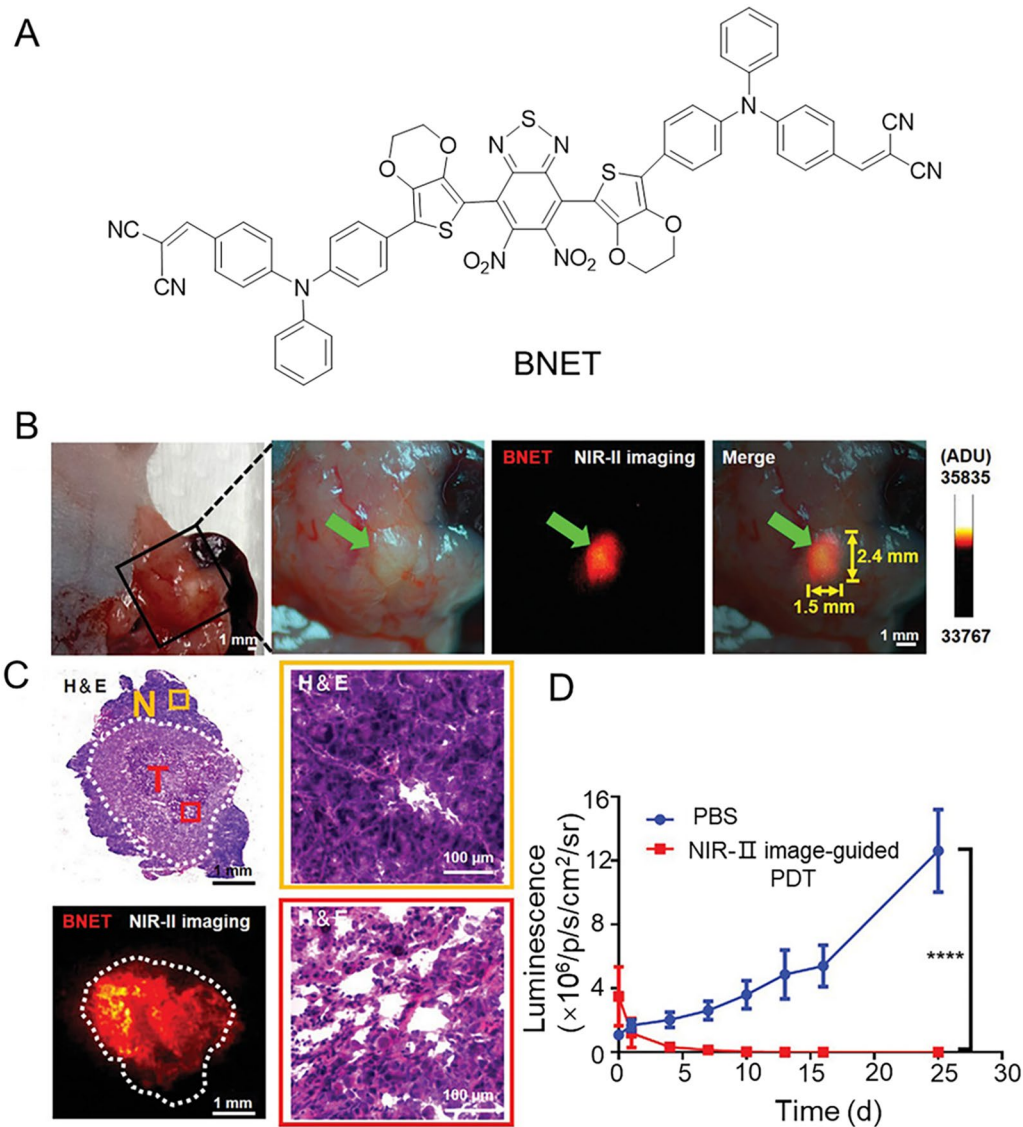 A
N
S
N
N
CN
CN
O
O
S
S
O
O
NC
CN
O₂N
NO₂
N
BNET
B
BNET NIR-II imaging
Merge
(ADU)
35835
2.4 mm
1.5 mm
1 mm
1 mm
33767
C
H&E
N
T
1 mm
H&E
100 μm
BNET NIR-II imaging
1 mm
H&E
100 μm
D
Luminescence
(×10⁶/p/s/cm²/sr)
16
12
8
4
0
PBS
NIR-II image-guided
PDT
****
0 5 10 15 20 25 30
Time (d)